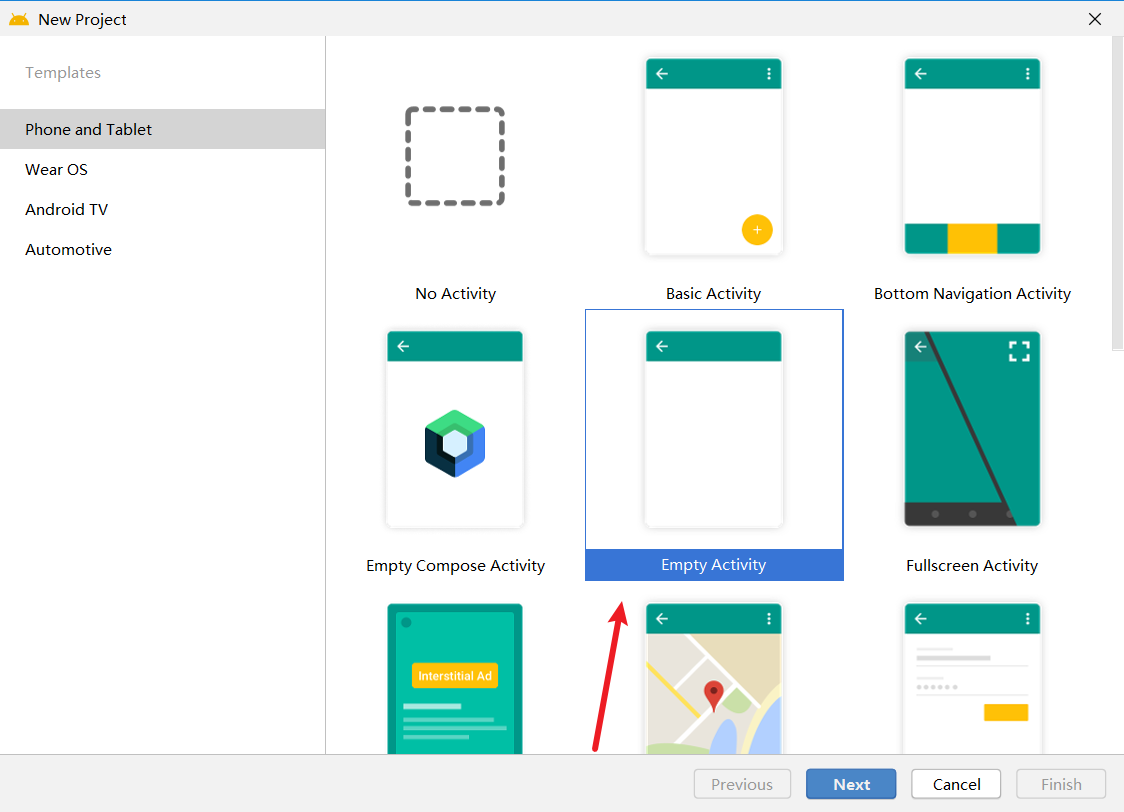 New Project
Templates
Phone and Tablet
Wear OS
Android TV
Automotive
No Activity
Basic Activity
Bottom Navigation Activity
Empty Compose Activity
Empty Activity
Fullscreen Activity
Interstitial Ad
Previous
Next
Cancel
Finish